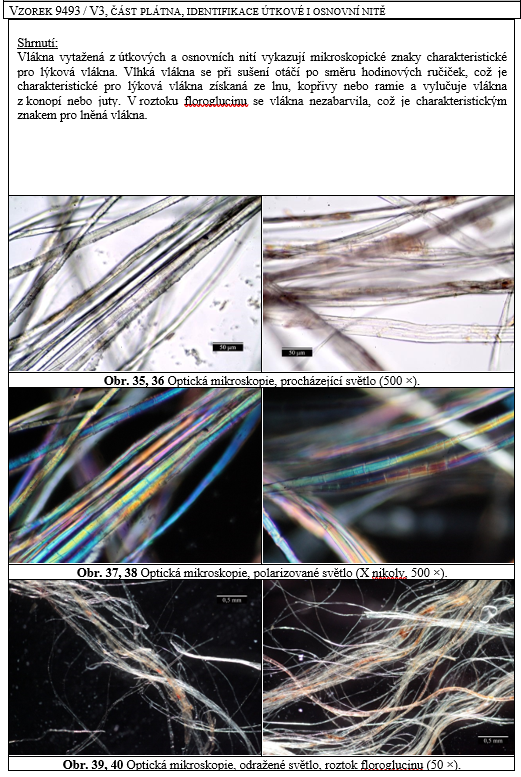 VZOREK 9493 / V3, ČÁST PLÁTNA, IDENTIFIKACE ÚTKOVÉ I OSNOVNÍ NITĚ
Shrnutí:
Vlákna vytažená z útkových a osnovních nití vykazují mikroskopické znaky charakteristické
pro lýková vlákna. Vlhká vlákna se při sušení otáčí po směru hodinových ručiček, což je
charakteristické pro lýková vlákna získaná ze lnu, kopřivy nebo ramie a vylučuje vlákna
z konopí nebo juty. V roztoku floroglucinu se vlákna nezabarvila, což je charakteristickým
znakem pro lněná vlákna.
50 µm
50 µm
Obr. 35, 36 Optická mikroskopie, procházející světlo (500 ×).
Obr. 37, 38 Optická mikroskopie, polarizované světlo (X nikoly, 500 ×).
0,5 mm
0,5 mm
Obr. 39, 40 Optická mikroskopie, odražené světlo, roztok floroglucinu (50 ×).